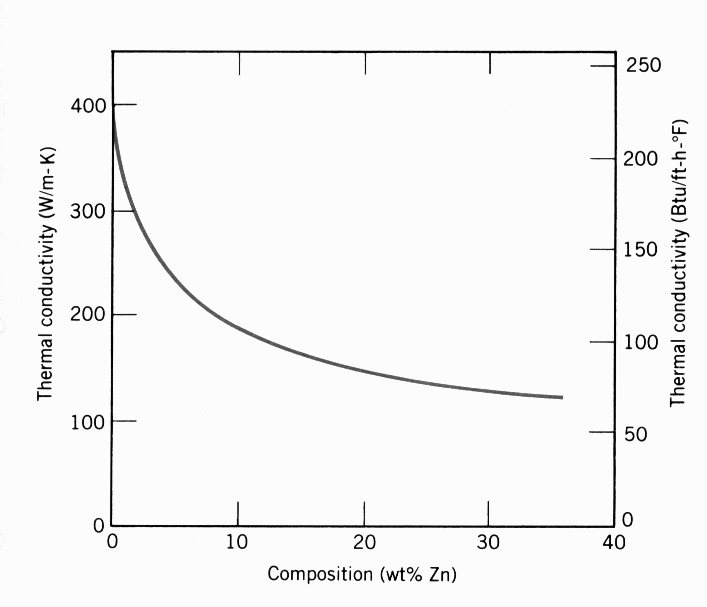 Thermal conductivity (W/m-K)
400
300
200
100
0
250
200
150
100
50
0
Thermal conductivity (Btu/ft-h-°F)
0 10 20 30 40
Composition (wt% Zn)